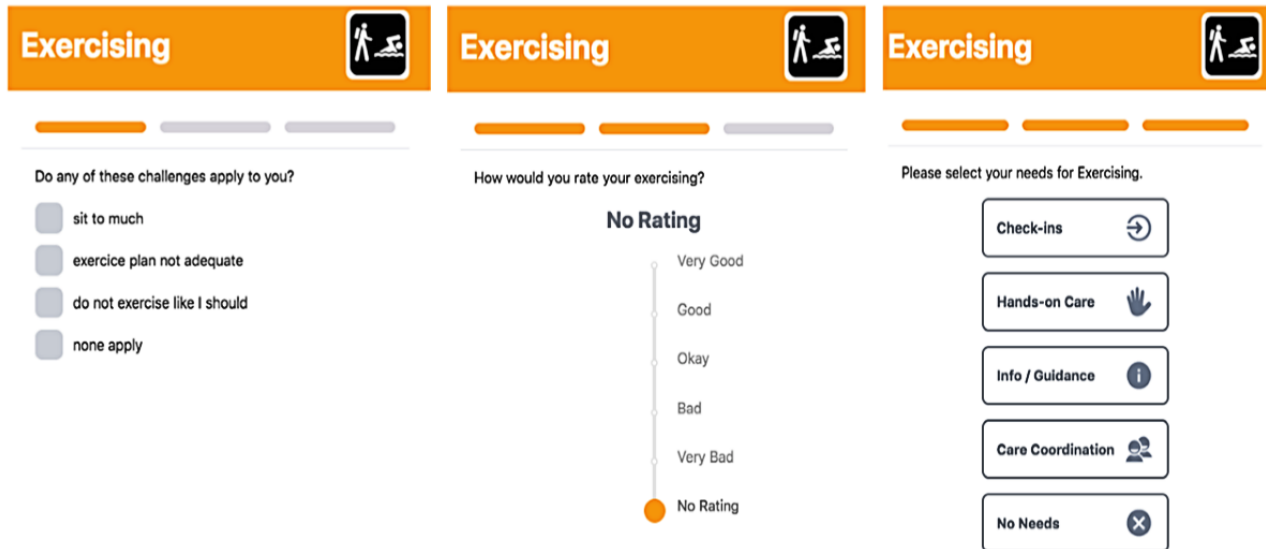 Exercising
Do any of these challenges apply to you?
sit to much
exercice plan not adequate
do not exercise like I should
none apply
Exercising
How would you rate your exercising?
No Rating
Very Good
Good
Okay
Bad
Very Bad
No Rating
Exercising
Please select your needs for Exercising.
Check-ins
Hands-on Care
Info / Guidance
Care Coordination
No Needs